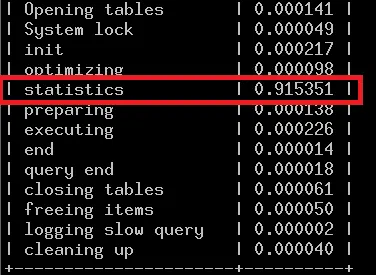 | Opening tables | 0.000141 |
| System lock | 0.000049 |
| init | 0.000217 |
| optimizing | 0.000098 |
| statistics | 0.915351 |
| preparing | 0.000138 |
| executing | 0.000226 |
| end | 0.000014 |
| query end | 0.000018 |
| closing tables | 0.000061 |
| freeing items | 0.000050 |
| logging slow query | 0.000002 |
| cleaning up | 0.000040 |
+--------------------+----------+